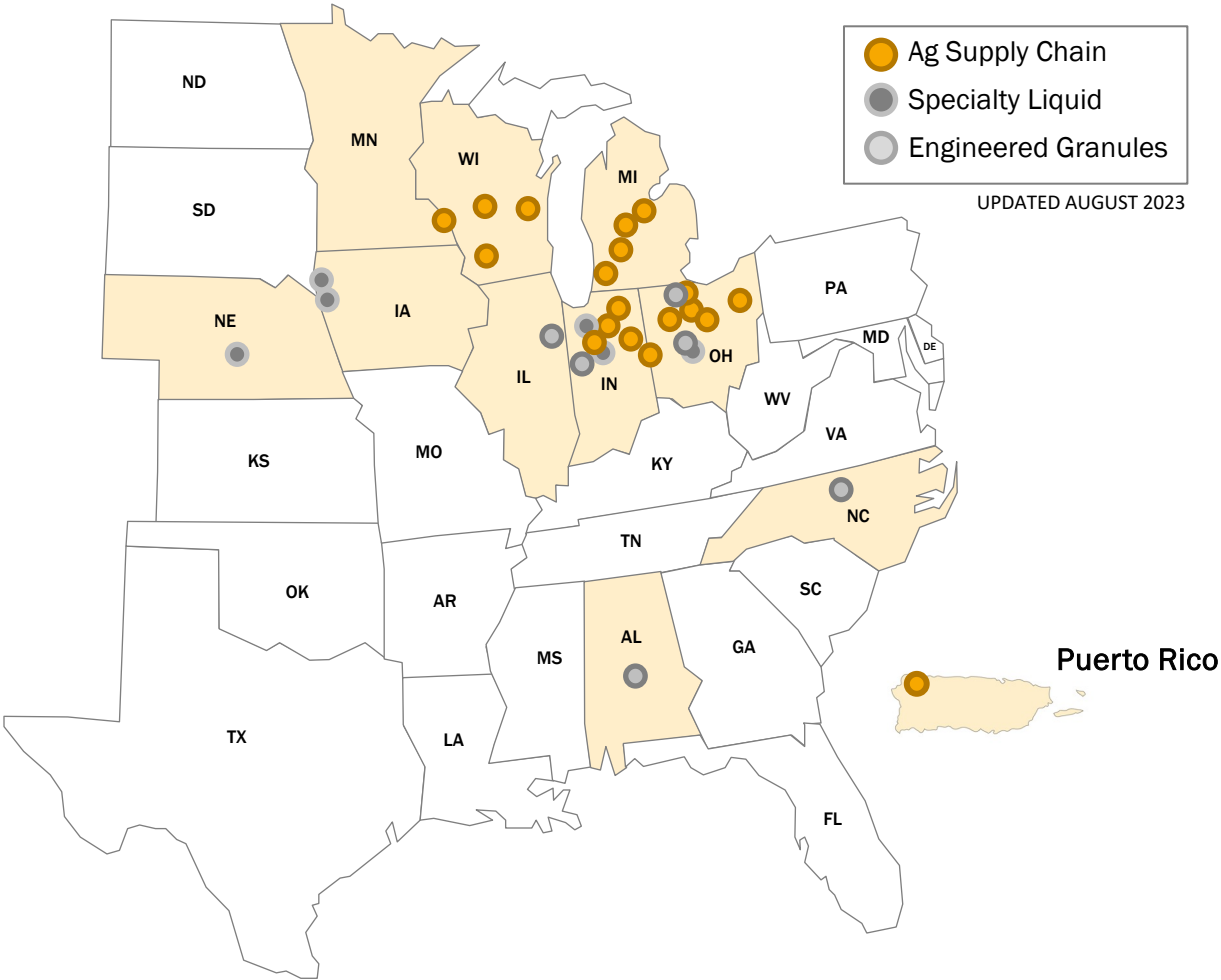 Ag Supply Chain
Specialty Liquid
Engineered Granules
UPDATED AUGUST 2023
ND
MN
WI
MI
SD
PA
NE
IA
MD
DE
OH
IL
IN
WV
VA
KS
MO
KY
NC
TN
OK
AR
SC
AL
MS
GA
Puerto Rico
TX
LA
FL